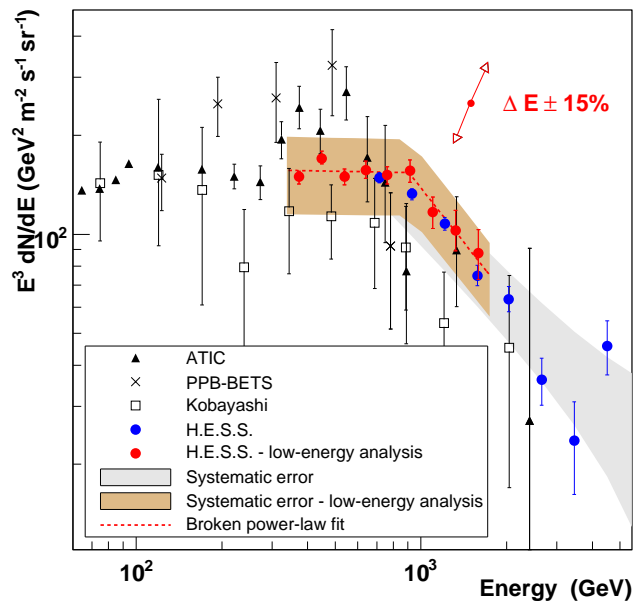 E³ dN/dE (GeV² m⁻² s⁻¹ sr⁻¹)
10²
Δ E ± 15%
ATIC
PPB-BETS
Kobayashi
H.E.S.S.
H.E.S.S. - low-energy analysis
Systematic error
Systematic error - low-energy analysis
Broken power-law fit
10² 10³
Energy (GeV)